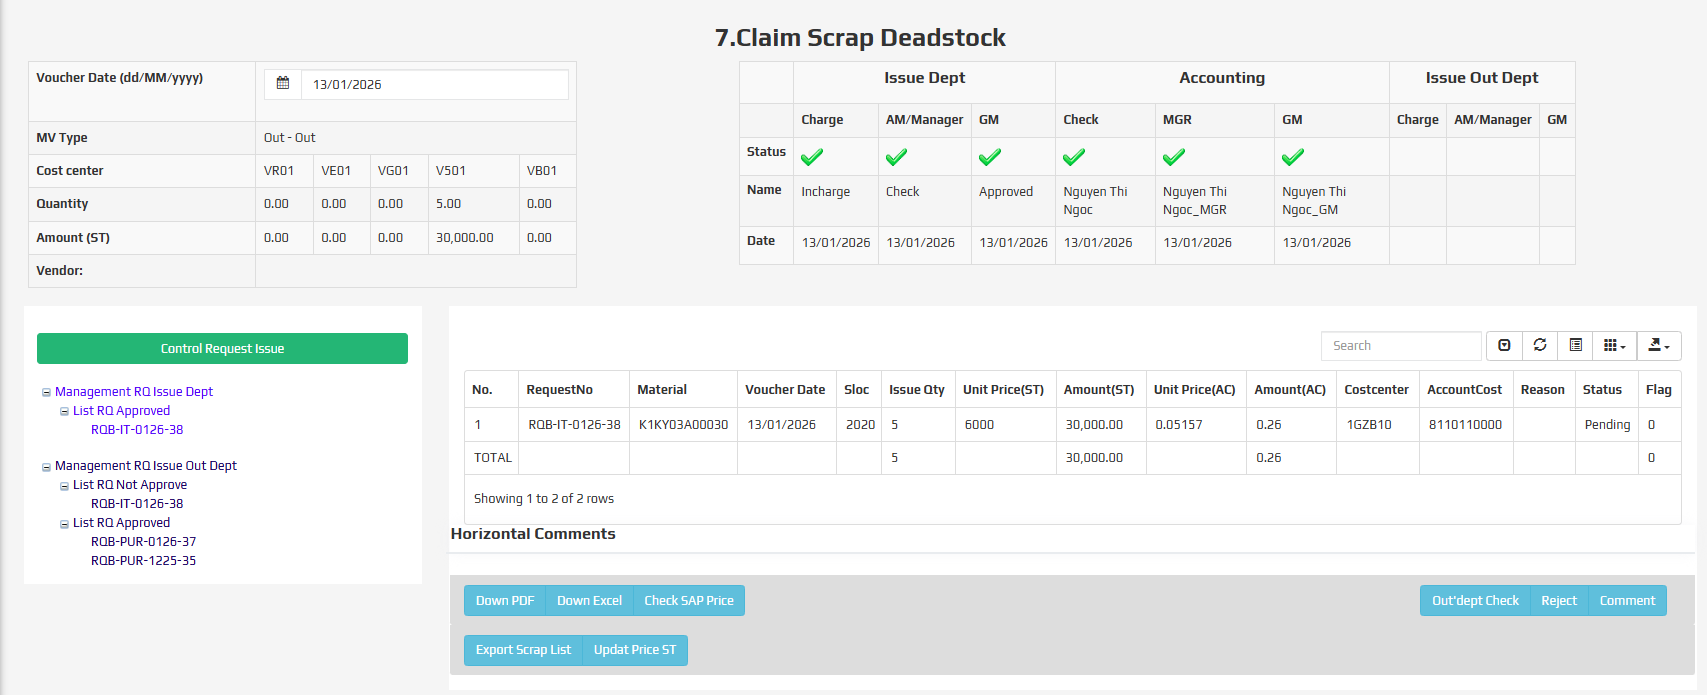 7.Claim Scrap Deadstock
Voucher Date (dd/MM/yyyy) 13/01/2026
MV Type Out - Out
Cost center VR01 VE01 VG01 V501 VB01
Quantity 0.00 0.00 0.00 5.00 0.00
Amount (ST) 0.00 0.00 0.00 30,000.00 0.00
Vendor:
Issue Dept Accounting Issue Out Dept
Charge AM/Manager GM Check MGR GM Charge AM/Manager GM
Status
Name Incharge Check Approved Nguyen Thi Ngoc Nguyen Thi Ngoc_MGR Nguyen Thi Ngoc_GM
Date 13/01/2026 13/01/2026 13/01/2026 13/01/2026 13/01/2026 13/01/2026
Control Request Issue
Management RQ Issue Dept
List RQ Approved
RQB-IT-0126-38
Management RQ Issue Out Dept
List RQ Not Approve
RQB-IT-0126-38
List RQ Approved
RQB-PUR-0126-37
RQB-PUR-1225-35
Search
No. RequestNo Material Voucher Date Sloc Issue Qty Unit Price(ST) Amount(ST) Unit Price(AC) Amount(AC) Costcenter AccountCost Reason Status Flag
1 RQB-IT-0126-38 K1KY03A00030 13/01/2026 2020 5 6000 30,000.00 0.05157 0.26 1GZB10 8110110000 Pending 0
TOTAL 5 30,000.00 0.26 0
Showing 1 to 2 of 2 rows
Horizontal Comments
Down PDF Down Excel Check SAP Price Out'dept Check Reject Comment
Export Scrap List Updat Price ST